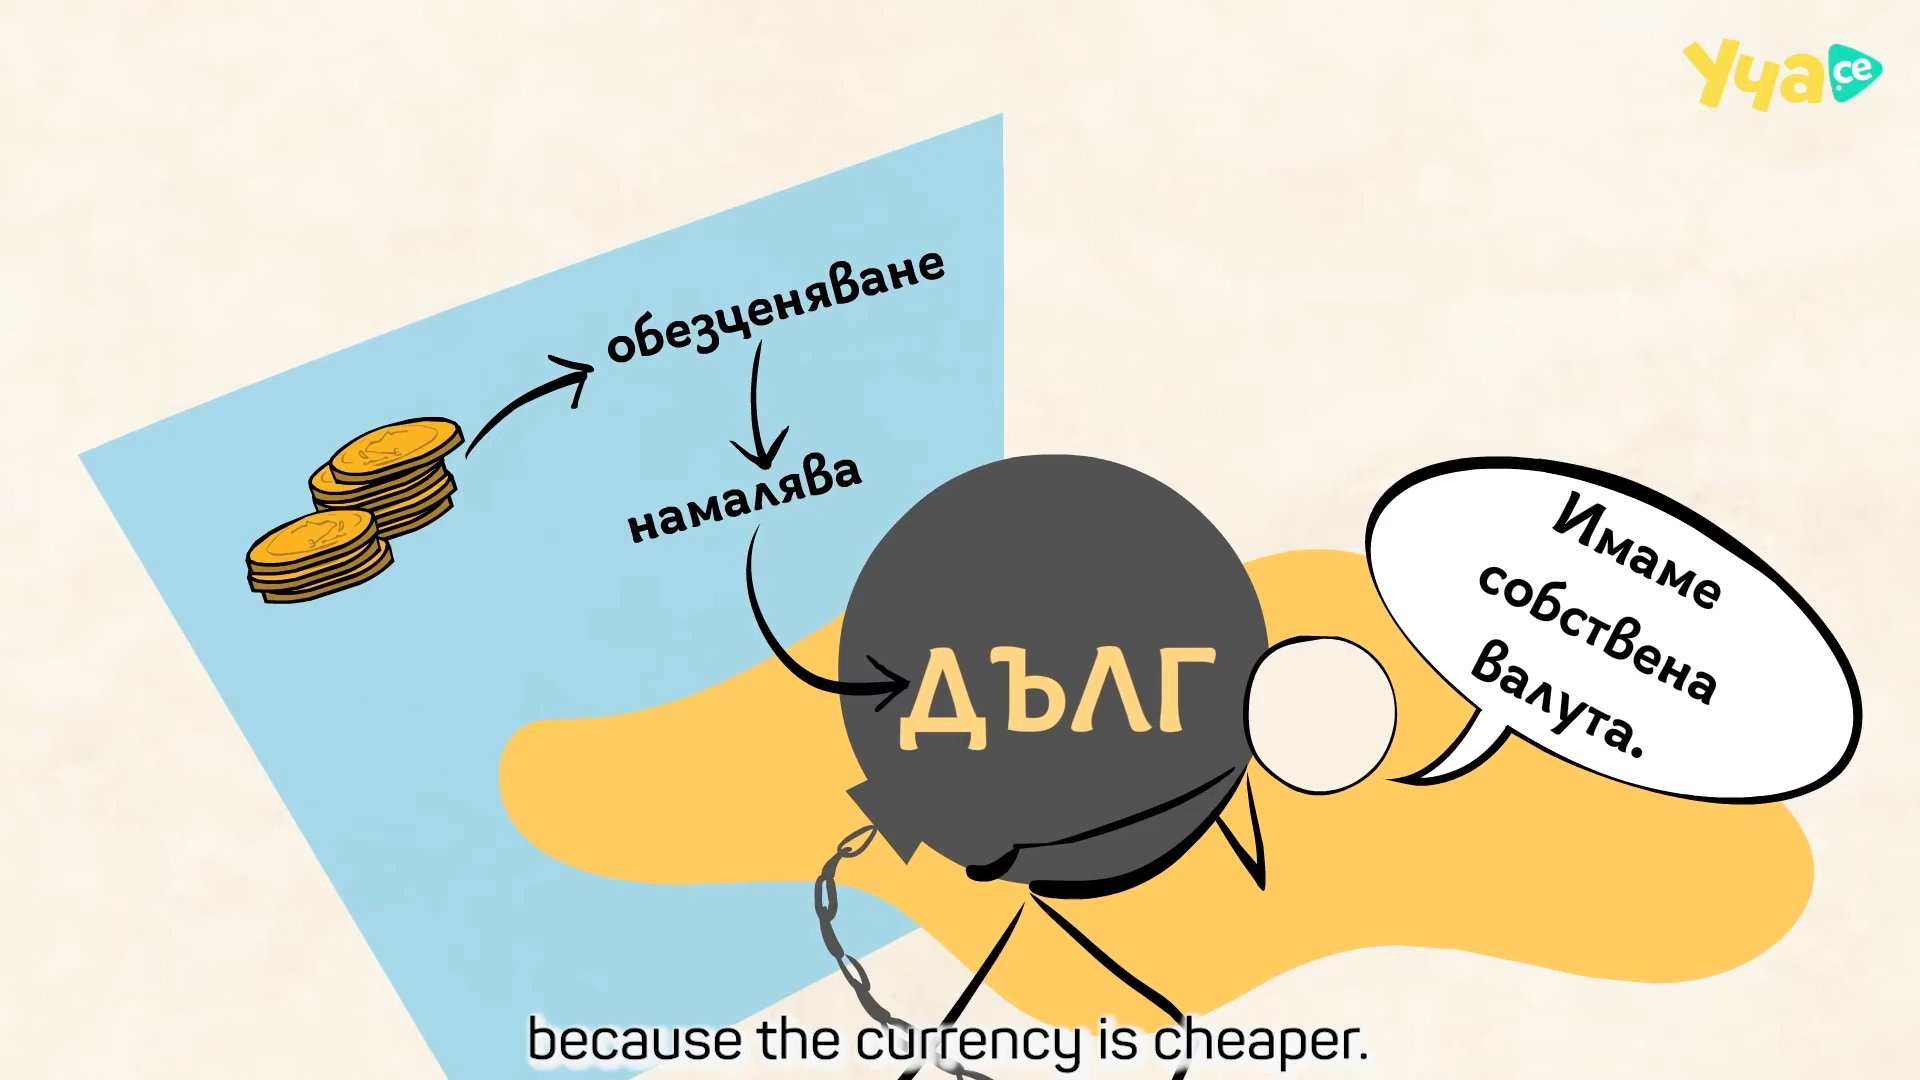 Уча.се
обезценяване
намалява
ДЪЛГ
Имаме
собствена
валута.
because the currency is cheaper.